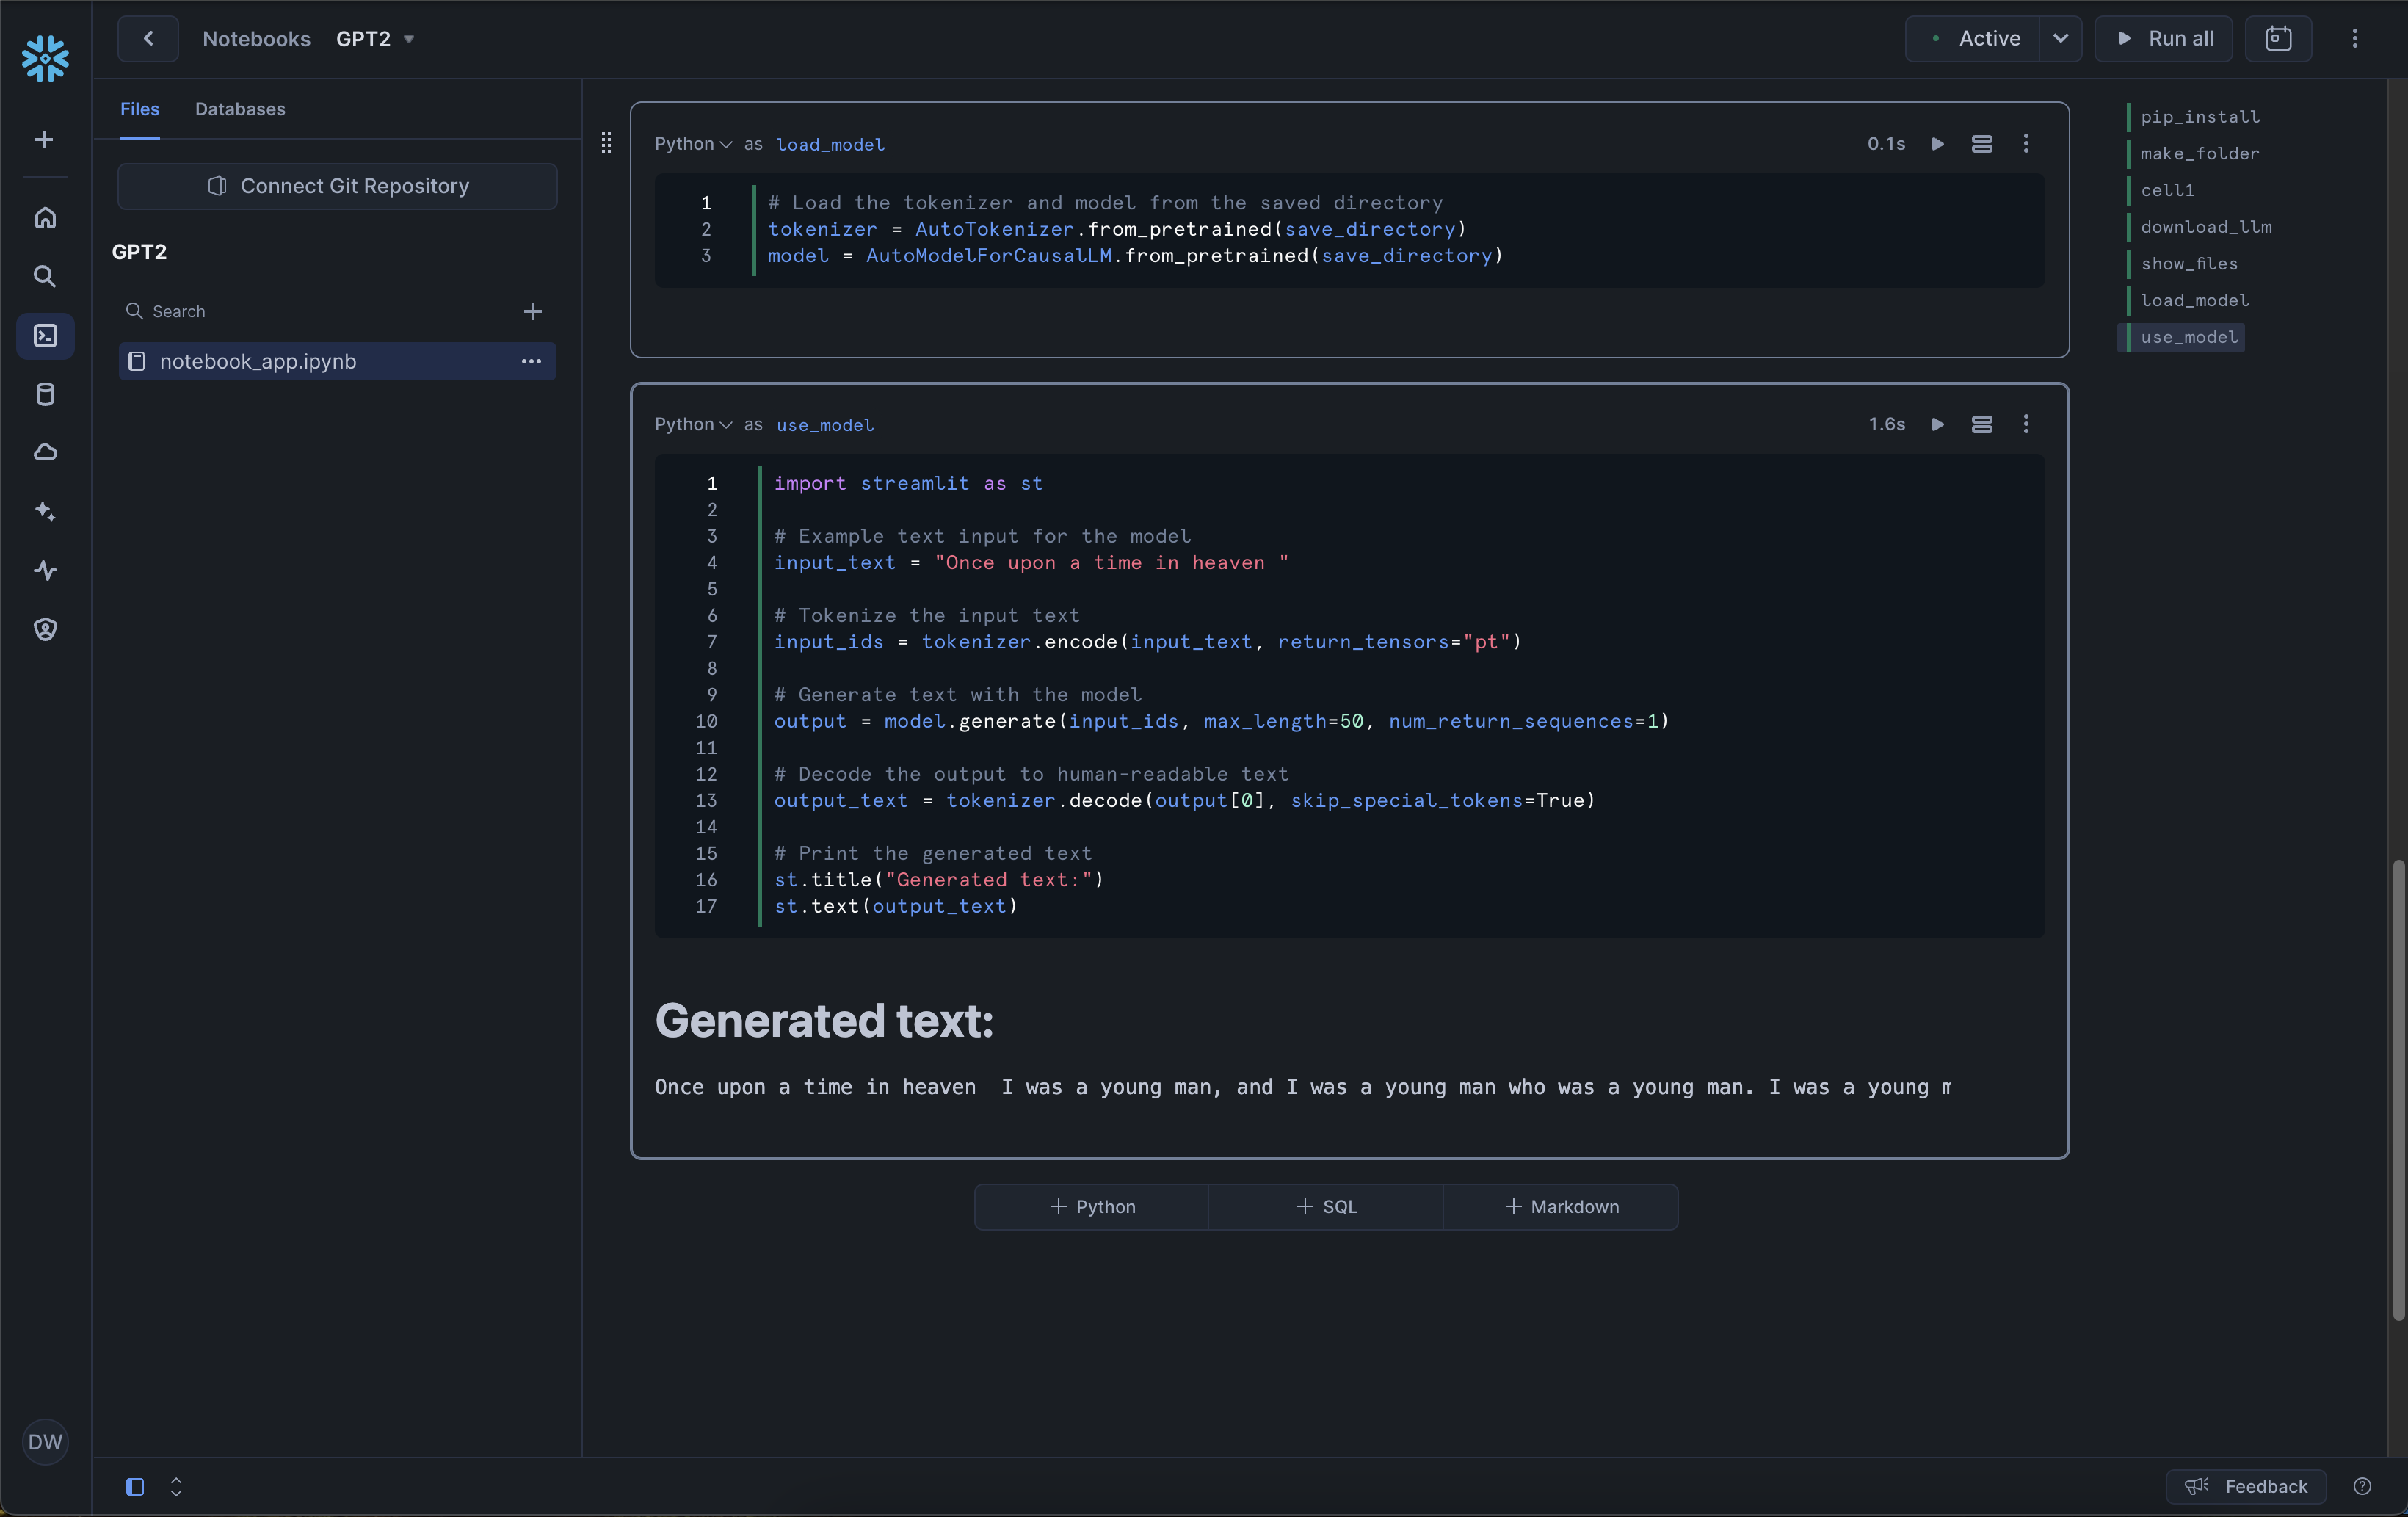 Notebooks GPT2
Active
Run all
Files Databases
Connect Git Repository
GPT2
Search
notebook_app.ipynb
DW
Python as load_model
0.1s
1 # Load the tokenizer and model from the saved directory
2 tokenizer = AutoTokenizer.from_pretrained(save_directory)
3 model = AutoModelForCausalLM.from_pretrained(save_directory)
Python as use_model
1.6s
1 import streamlit as st
2
3 # Example text input for the model
4 input_text = "Once upon a time in heaven "
5
6 # Tokenize the input text
7 input_ids = tokenizer.encode(input_text, return_tensors="pt")
8
9 # Generate text with the model
10 output = model.generate(input_ids, max_length=50, num_return_sequences=1)
11
12 # Decode the output to human-readable text
13 output_text = tokenizer.decode(output[0], skip_special_tokens=True)
14
15 # Print the generated text
16 st.title("Generated text:")
17 st.text(output_text)
Generated text:
Once upon a time in heaven  I was a young man, and I was a young man who was a young man. I was a young m
Python
SQL
Markdown
pip_install
make_folder
cell1
download_llm
show_files
load_model
use_model
Feedback